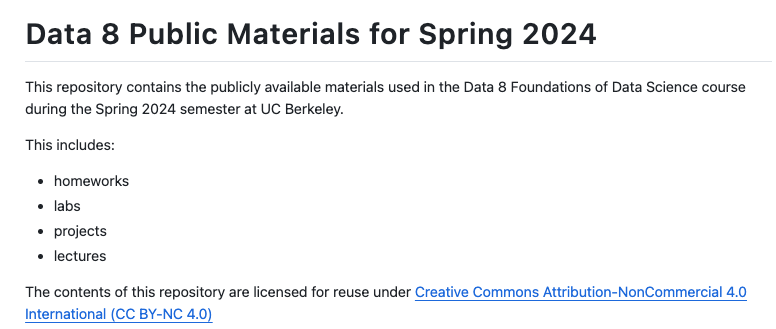 Data 8 Public Materials for Spring 2024
This repository contains the publicly available materials used in the Data 8 Foundations of Data Science course
during the Spring 2024 semester at UC Berkeley.
This includes:
• homeworks
• labs
• projects
• lectures
The contents of this repository are licensed for reuse under Creative Commons Attribution-NonCommercial 4.0
International (CC BY-NC 4.0)